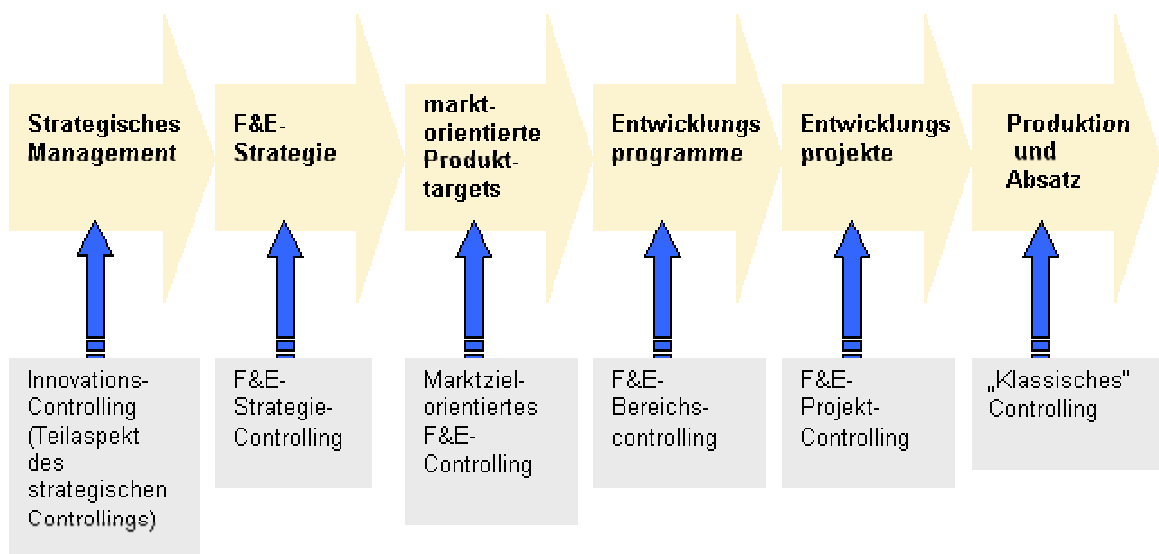 Strategisches
Management
F&E-
Strategie
markt-
orientierte
Produkt-
targets
Entwicklungs
programme
Entwicklungs
projekte
Produktion
und
Absatz
Innovations-
Controlling
(Teilaspekt
des
strategischen
Controllings)
F&E-
Strategie-
Controlling
Marktziel-
orientiertes
F&E-
Controlling
F&E-
Bereichs-
controlling
F&E-
Projekt-
Controlling
„Klassisches"
Controlling